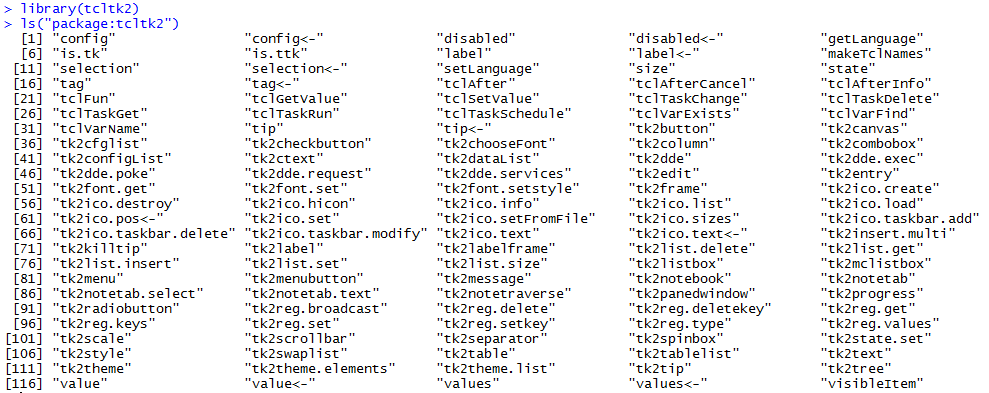 > library(tcltk2)
> ls("package:tcltk2")
[1] "config" "config<-" "disabled" "disabled<-" "getLanguage"
[6] "is.tk" "is.ttk" "label" "label<-" "makeTclNames"
[11] "selection" "selection<-" "setLanguage" "size" "state"
[16] "tag" "tag<-" "tclAfter" "tclAfterCancel" "tclAfterInfo"
[21] "tclFun" "tclGetValue" "tclSetValue" "tclTaskChange" "tclTaskDelete"
[26] "tclTaskGet" "tclTaskRun" "tclTaskSchedule" "tclVarExists" "tclVarFind"
[31] "tclVarName" "tip" "tip<-" "tk2button" "tk2canvas"
[36] "tk2cfglist" "tk2checkbutton" "tk2chooseFont" "tk2column" "tk2combobox"
[41] "tk2configList" "tk2ctext" "tk2dataList" "tk2dde" "tk2dde.exec"
[46] "tk2dde.poke" "tk2dde.request" "tk2dde.services" "tk2edit" "tk2entry"
[51] "tk2font.get" "tk2font.set" "tk2font.setstyle" "tk2frame" "tk2ico.create"
[56] "tk2ico.destroy" "tk2ico.hicon" "tk2ico.info" "tk2ico.list" "tk2ico.load"
[61] "tk2ico.pos<-" "tk2ico.set" "tk2ico.setFromFile" "tk2ico.sizes" "tk2ico.taskbar.add"
[66] "tk2ico.taskbar.delete" "tk2ico.taskbar.modify" "tk2ico.text" "tk2ico.text<-" "tk2insert.multi"
[71] "tk2killtip" "tk2label" "tk2labelframe" "tk2list.delete" "tk2list.get"
[76] "tk2list.insert" "tk2list.set" "tk2list.size" "tk2listbox" "tk2mclistbox"
[81] "tk2menu" "tk2menubutton" "tk2message" "tk2notebook" "tk2notetab"
[86] "tk2notetab.select" "tk2notetab.text" "tk2notetraverse" "tk2panedwindow" "tk2progress"
[91] "tk2radiobutton" "tk2reg.broadcast" "tk2reg.delete" "tk2reg.deletekey" "tk2reg.get"
[96] "tk2reg.keys" "tk2reg.set" "tk2reg.setkey" "tk2reg.type" "tk2reg.values"
[101] "tk2scale" "tk2scrollbar" "tk2separator" "tk2spinbox" "tk2state.set"
[106] "tk2style" "tk2swaplist" "tk2table" "tk2tablelist" "tk2text"
[111] "tk2theme" "tk2theme.elements" "tk2theme.list" "tk2tip" "tk2tree"
[116] "value" "value<-" "values" "values<-" "visibleItem"